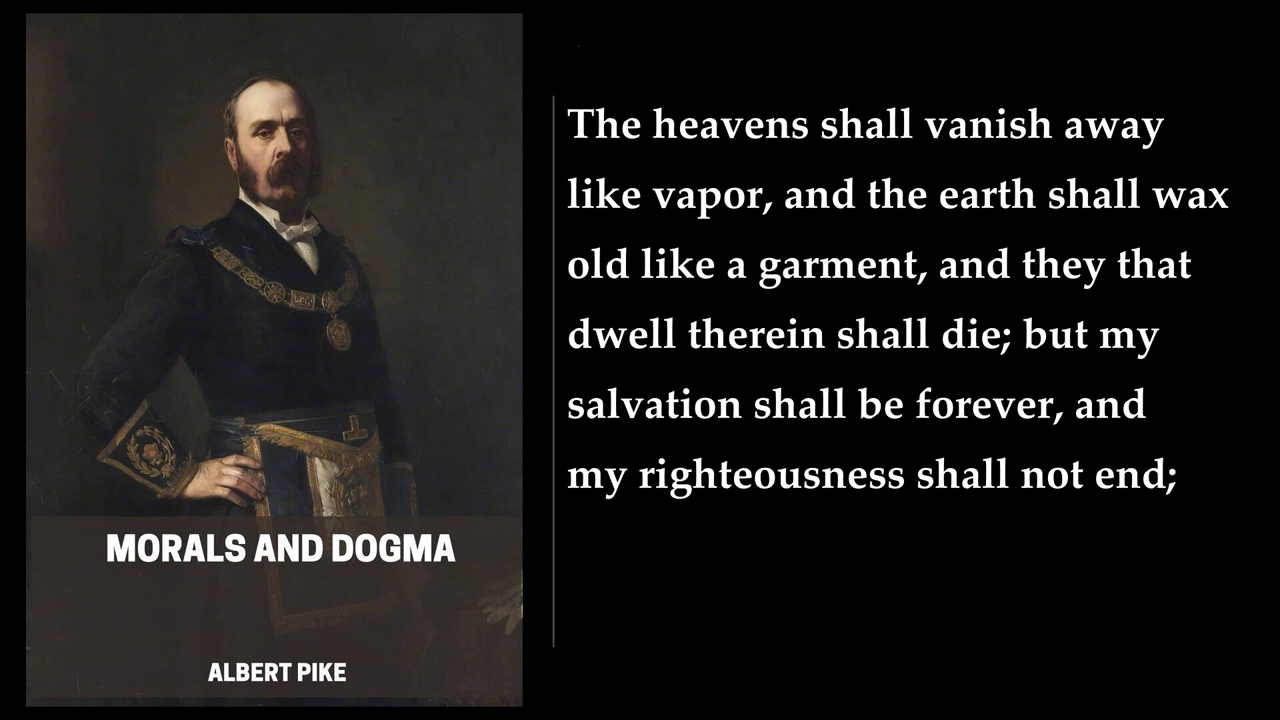 MORALS AND DOGMA
ALBERT PIKE
The heavens shall vanish away
like vapor, and the earth shall wax
old like a garment, and they that
dwell therein shall die; but my
salvation shall be forever, and
my righteousness shall not end;